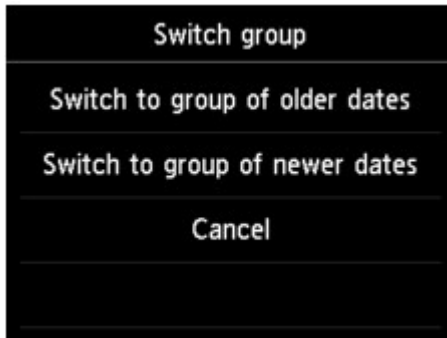 Switch group
Switch to group of older dates
Switch to group of newer dates
Cancel